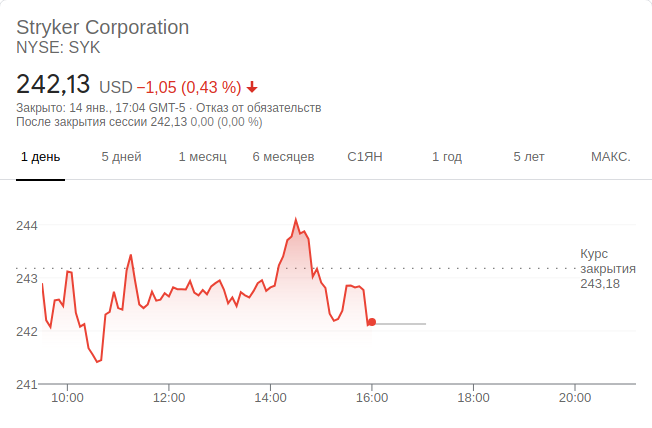 Stryker Corporation
NYSE: SYK
242,13 USD −1,05 (0,43 %)
Закрыто: 14 янв., 17:04 GMT-5 · Отказ от обязательств
После закрытия сессии 242,13 0,00 (0,00 %)
1 день 5 дней 1 месяц 6 месяцев С1ЯН 1 год 5 лет МАКС.
244
Курс
закрытия
243,18
243
242
241
10:00 12:00 14:00 16:00 18:00 20:00